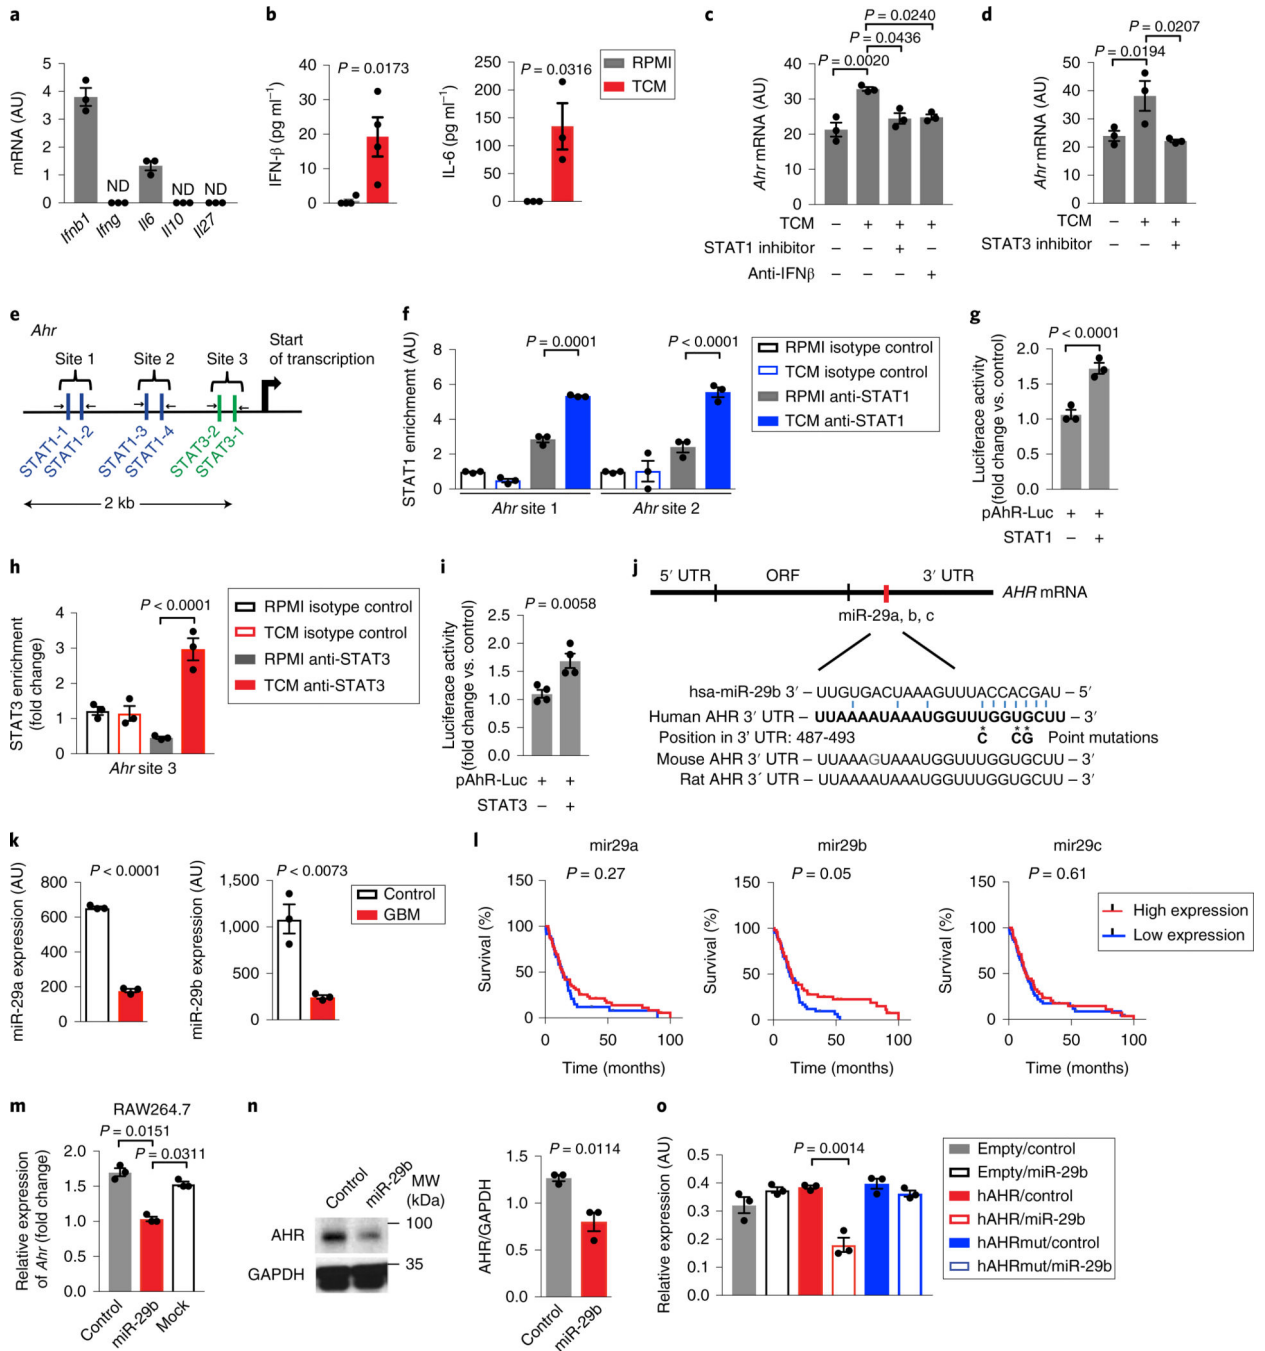 a
mRNA (AU)
5
4
3
2
1
0
ND
ND ND
Ifnb1
Ifng
Il6
Il10
Il27
b
P = 0.0173
IFN-β (pg ml−1)
40
30
20
10
0
P = 0.0316
IL-6 (pg ml−1)
250
200
150
100
50
0
RPMI
TCM
c
P = 0.0240
P = 0.0436
P = 0.0020
Ahr mRNA (AU)
40
30
20
10
0
TCM − + + +
STAT1 inhibitor − − + −
Anti-IFNβ − − − +
d
P = 0.0207
P = 0.0194
Ahr mRNA (AU)
50
40
30
20
10
0
TCM − + +
STAT3 inhibitor − − +
e
Ahr
Start
of transcription
Site 1 Site 2 Site 3
STAT1-1
STAT1-2
STAT1-3
STAT1-4
STAT3-2
STAT3-1
2 kb
f
P = 0.0001 P < 0.0001
STAT1 enrichmemt (AU)
8
6
4
2
0
Ahr site 1 Ahr site 2
RPMI isotype control
TCM isotype control
RPMI anti-STAT1
TCM anti-STAT1
g
P < 0.0001
Luciferace activity
(fold change vs. control)
2.0
1.5
1.0
0.5
0.0
pAhR-Luc + +
STAT1 − +
h
P < 0.0001
STAT3 enrichment
(fold change)
4
3
2
1
0
Ahr site 3
RPMI isotype control
TCM isotype control
RPMI anti-STAT3
TCM anti-STAT3
i
P = 0.0058
Luciferace activity
(fold change vs. control)
2.5
2.0
1.5
1.0
0.5
0.0
pAhR-Luc + +
STAT3 − +
j
5′ UTR ORF 3′ UTR
AHR mRNA
miR-29a, b, c
hsa-miR-29b 3′ – UUGUGACUAAAGUUUACCACGAU – 5′
Human AHR 3′ UTR – UUAAAAUAAAUGGUUUGGUGCUU – 3′
* * *
Position in 3′ UTR: 487-493 C CG Point mutations
Mouse AHR 3′ UTR – UUAAAGUAAAUGGUUUGGUGCUU – 3′
Rat AHR 3′ UTR – UUAAAAUAAAUGGUUUGGUGCUU – 3′
k
P < 0.0001
miR-29a expression (AU)
800
600
400
200
0
P < 0.0073
miR-29b expression (AU)
1,500
1,000
500
0
Control
GBM
l
mir29a
P = 0.27
Survival (%)
150
100
50
0
0 50 100
Time (months)
mir29b
P = 0.05
Survival (%)
150
100
50
0
0 50 100
Time (months)
mir29c
P = 0.61
Survival (%)
150
100
50
0
0 50 100
Time (months)
High expression
Low expression
m
RAW264.7
P = 0.0151
P = 0.0311
Relative expression
of Ahr (fold change)
2.0
1.5
1.0
0.5
0.0
Control
miR-29b
Mock
n
Control
miR-29b
MW
(kDa)
AHR
100
GAPDH
35
P = 0.0114
AHR/GAPDH
1.5
1.0
0.5
0.0
Control
miR-29b
o
P = 0.0014
Relative expression (AU)
0.5
0.4
0.3
0.2
0.1
0.0
Empty/control
Empty/miR-29b
hAHR/control
hAHR/miR-29b
hAHRmut/control
hAHRmut/miR-29b